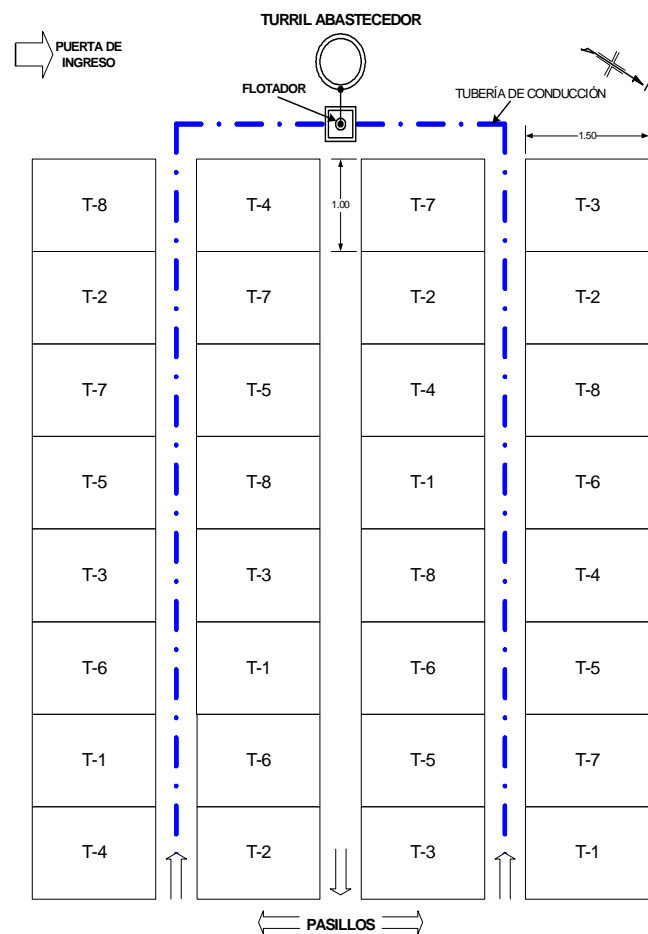 TURRIL ABASTECEDOR
PUERTA DE
INGRESO
FLOTADOR
TUBERÍA DE CONDUCCIÓN
1.50
1.00
T-8 T-4 T-7 T-3
T-2 T-7 T-2 T-2
T-7 T-5 T-4 T-8
T-5 T-8 T-1 T-6
T-3 T-3 T-8 T-4
T-6 T-1 T-6 T-5
T-1 T-6 T-5 T-7
T-4 T-2 T-3 T-1
PASILLOS